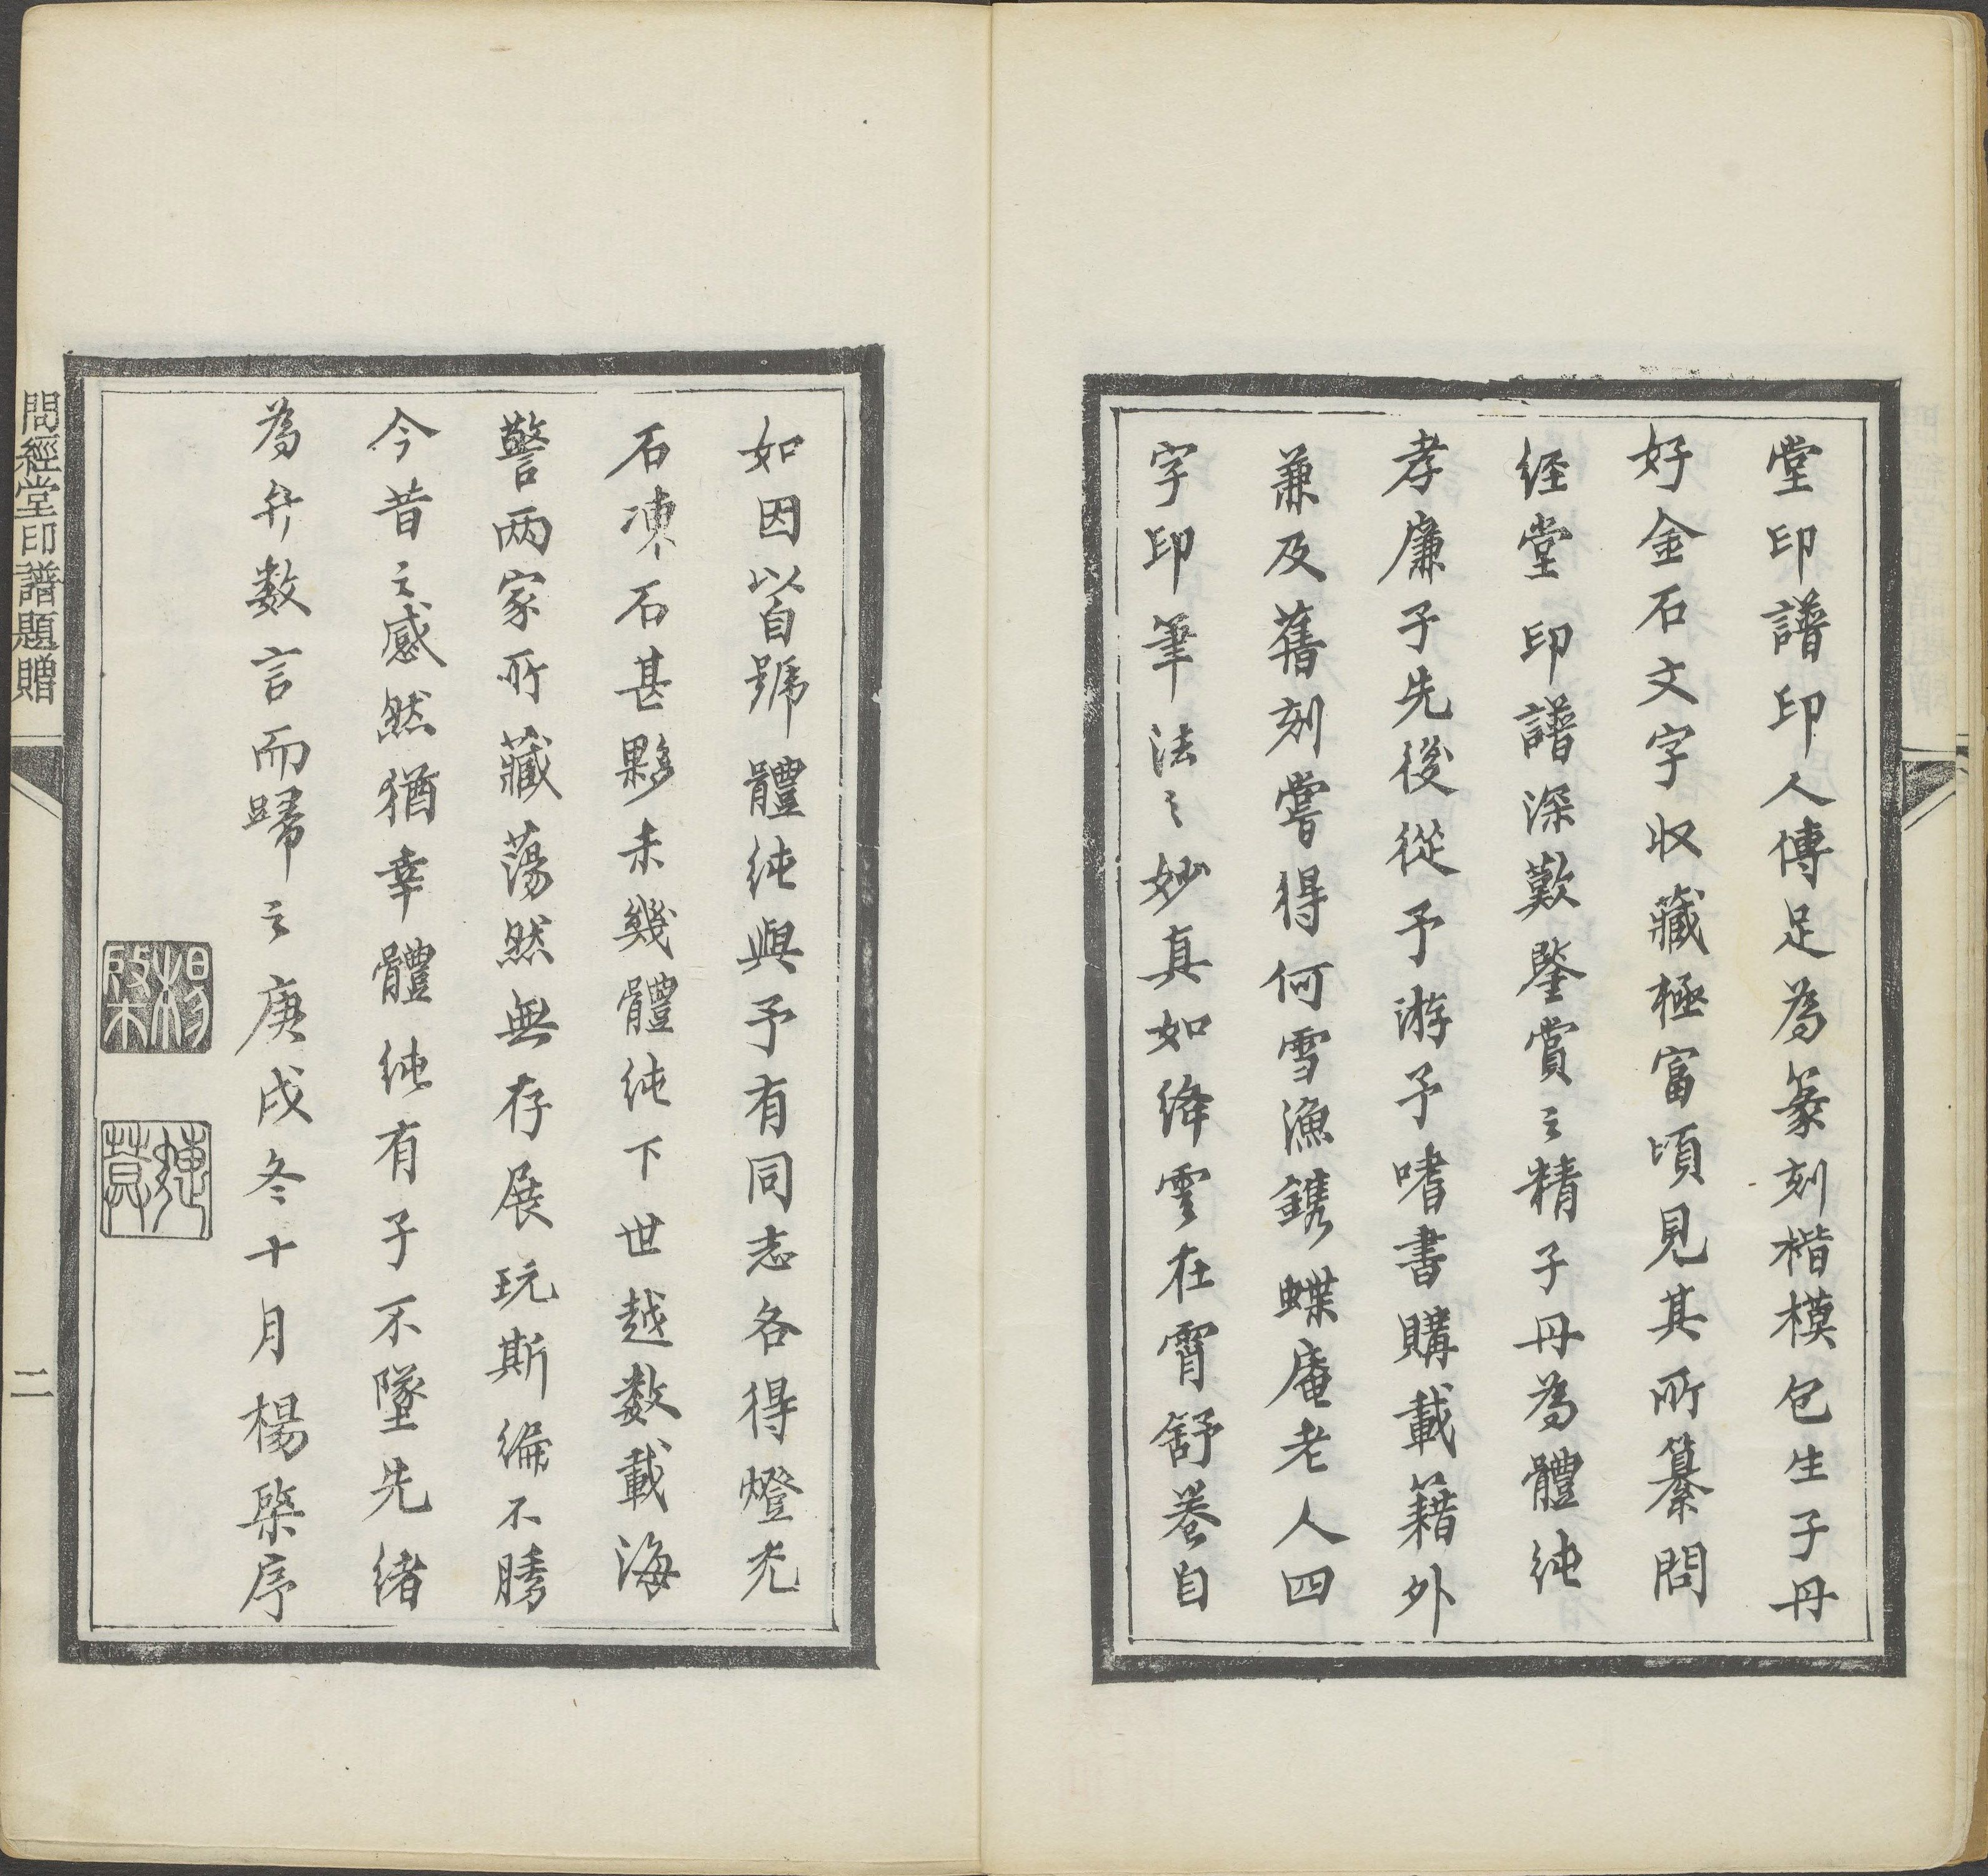 堂印譜印人傳足為篆刻楷模包生子丹
好金石文字收藏極富頃見其所纂問
經堂印譜深歎鑒賞之精子丹為體純
孝廉子先後從予游予嗜書購載籍外
兼及舊刻嘗得何雪漁鐫蝶庵老人四
字印筆法之妙真如絳雲在霄舒卷自
如因以自號體純與予有同志各得燈光
石凍石甚夥未幾體純下世越数載海
警两家所藏蕩然無存展玩斯編不勝
今昔之感然猶幸體純有子不墜先緒
為弁数言而歸之庚戌冬十月楊棨序
楊棨
蜨葊
問經堂印譜題贈
二